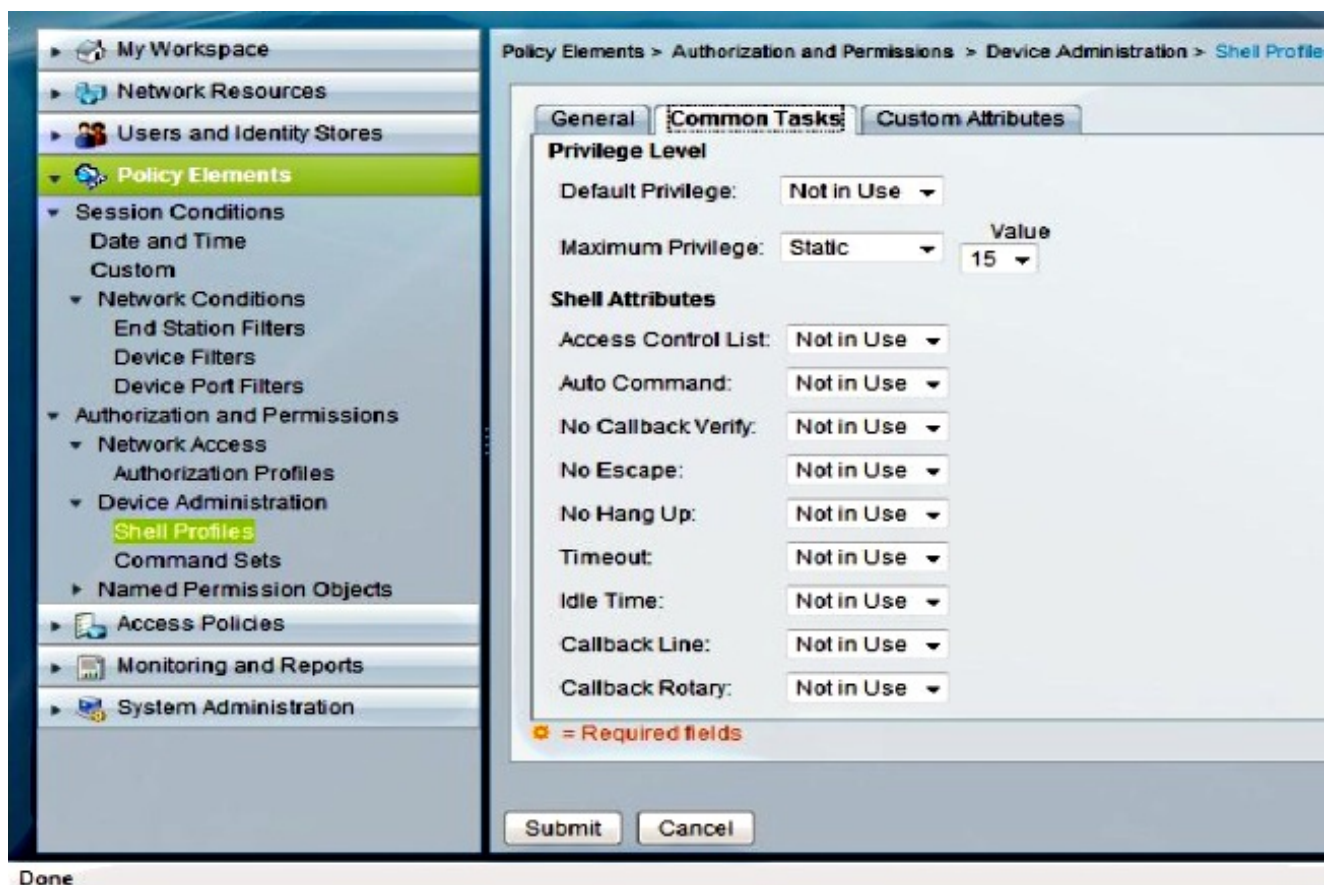 My Workspace
Network Resources
Users and Identity Stores
Policy Elements
Session Conditions
Date and Time
Custom
Network Conditions
End Station Filters
Device Filters
Device Port Filters
Authorization and Permissions
Network Access
Authorization Profiles
Device Administration
Shell Profiles
Command Sets
Named Permission Objects
Access Policies
Monitoring and Reports
System Administration
Policy Elements > Authorization and Permissions > Device Administration > Shell Profile
General Common Tasks Custom Attributes
Privilege Level
Default Privilege: Not in Use
Value
Maximum Privilege: Static 15
Shell Attributes
Access Control List: Not in Use
Auto Command: Not in Use
No Callback Verify: Not in Use
No Escape: Not in Use
No Hang Up: Not in Use
Timeout: Not in Use
Idle Time: Not in Use
Callback Line: Not in Use
Callback Rotary: Not in Use
= Required fields
Submit Cancel
Done